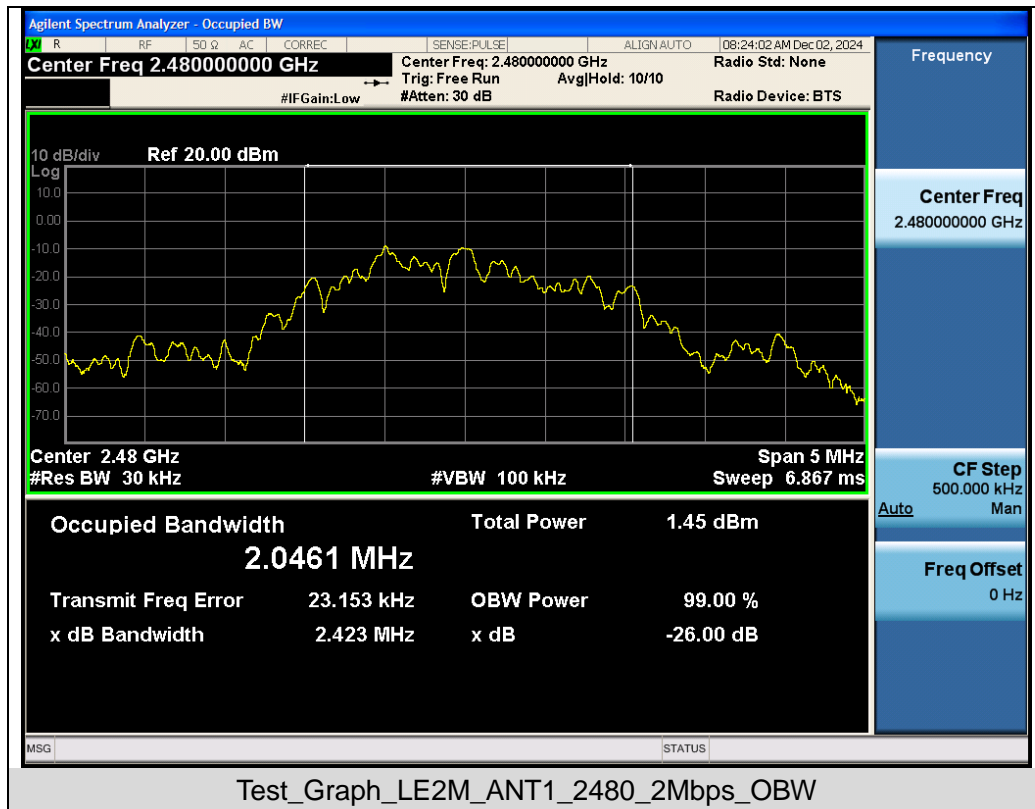 Agilent Spectrum Analyzer - Occupied BW
LXI R RF 50 Ω AC CORREC SENSE:PULSE ALIGN AUTO 08:24:02 AM Dec 02, 2024
Center Freq 2.480000000 GHz
Center Freq: 2.480000000 GHz
Radio Std: None
Trig: Free Run Avg|Hold: 10/10
#IFGain:Low
#Atten: 30 dB
Radio Device: BTS
10 dB/div Ref 20.00 dBm
Log
10.0
0.00
-10.0
-20.0
-30.0
-40.0
-50.0
-60.0
-70.0
Center 2.48 GHz
Span 5 MHz
#Res BW 30 kHz
#VBW 100 kHz
Sweep 6.867 ms
Occupied Bandwidth
Total Power 1.45 dBm
2.0461 MHz
Transmit Freq Error 23.153 kHz
OBW Power 99.00 %
x dB Bandwidth 2.423 MHz
x dB -26.00 dB
Frequency
Center Freq
2.480000000 GHz
CF Step
500.000 kHz
Auto Man
Freq Offset
0 Hz
MSG
STATUS
Test_Graph_LE2M_ANT1_2480_2Mbps_OBW